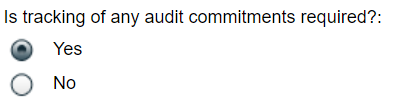 Is tracking of any audit commitments required?:
Yes
No